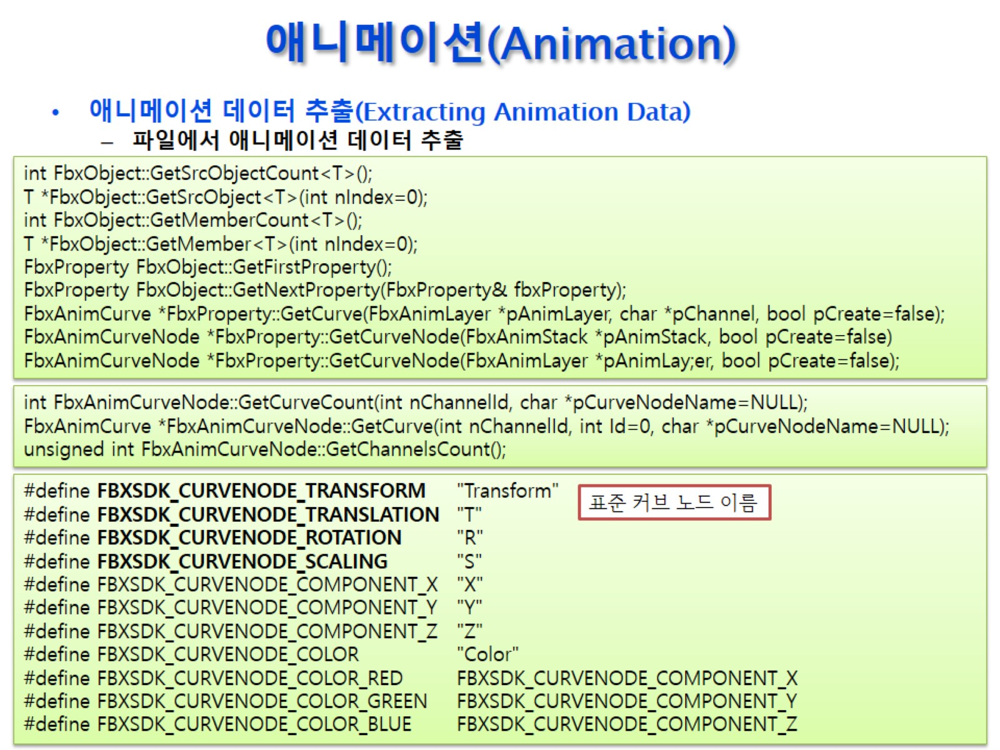 애니메이션(Animation)
• 애니메이션 데이터 추출(Extracting Animation Data)
– 파일에서 애니메이션 데이터 추출
int FbxObject::GetSrcObjectCount<T>();
T *FbxObject::GetSrcObject<T>(int nIndex=0);
int FbxObject::GetMemberCount<T>();
T *FbxObject::GetMember<T>(int nIndex=0);
FbxProperty FbxObject::GetFirstProperty();
FbxProperty FbxObject::GetNextProperty(FbxProperty& fbxProperty);
FbxAnimCurve *FbxProperty::GetCurve(FbxAnimLayer *pAnimLayer, char *pChannel, bool pCreate=false);
FbxAnimCurveNode *FbxProperty::GetCurveNode(FbxAnimStack *pAnimStack, bool pCreate=false)
FbxAnimCurveNode *FbxProperty::GetCurveNode(FbxAnimLayer *pAnimLay;er, bool pCreate=false);
int FbxAnimCurveNode::GetCurveCount(int nChannelId, char *pCurveNodeName=NULL);
FbxAnimCurve *FbxAnimCurveNode::GetCurve(int nChannelId, int Id=0, char *pCurveNodeName=NULL);
unsigned int FbxAnimCurveNode::GetChannelsCount();
#define FBXSDK_CURVENODE_TRANSFORM "Transform"
표준 커브 노드 이름
#define FBXSDK_CURVENODE_TRANSLATION "T"
#define FBXSDK_CURVENODE_ROTATION "R"
#define FBXSDK_CURVENODE_SCALING "S"
#define FBXSDK_CURVENODE_COMPONENT_X "X"
#define FBXSDK_CURVENODE_COMPONENT_Y "Y"
#define FBXSDK_CURVENODE_COMPONENT_Z "Z"
#define FBXSDK_CURVENODE_COLOR "Color"
#define FBXSDK_CURVENODE_COLOR_RED FBXSDK_CURVENODE_COMPONENT_X
#define FBXSDK_CURVENODE_COLOR_GREEN FBXSDK_CURVENODE_COMPONENT_Y
#define FBXSDK_CURVENODE_COLOR_BLUE FBXSDK_CURVENODE_COMPONENT_Z